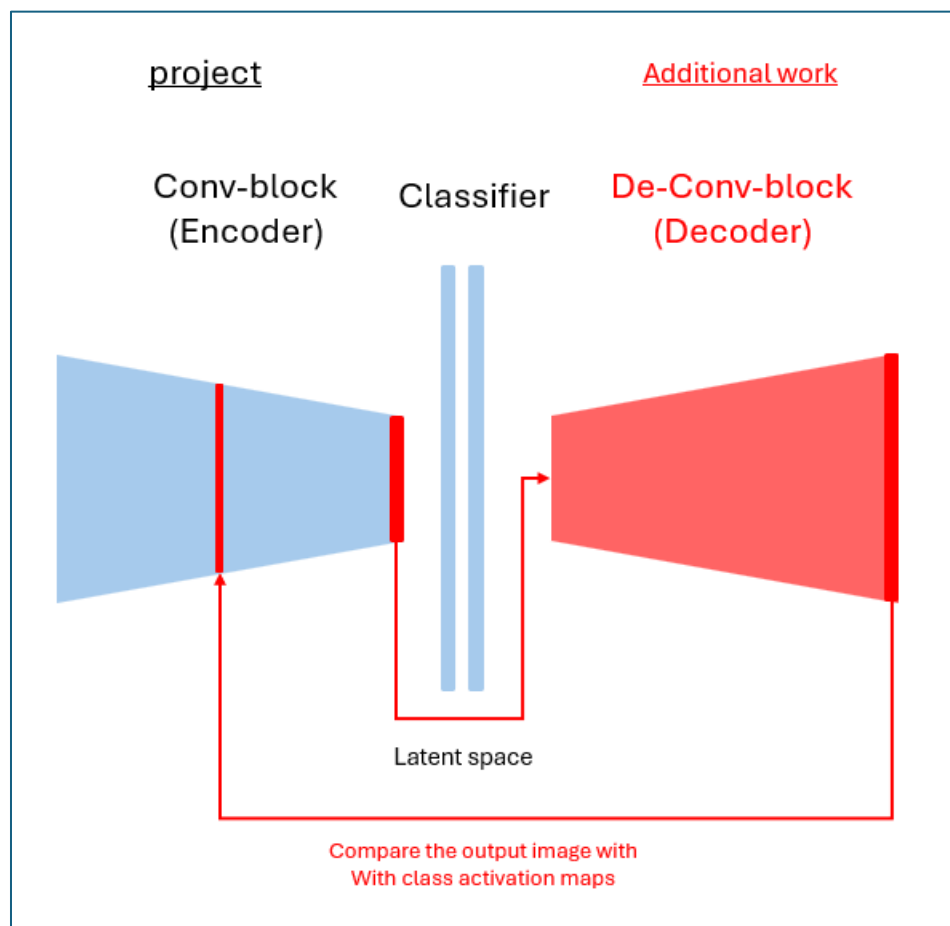 project
Additional work
Conv-block
(Encoder)
Classifier
De-Conv-block
(Decoder)
Latent space
Compare the output image with
With class activation maps